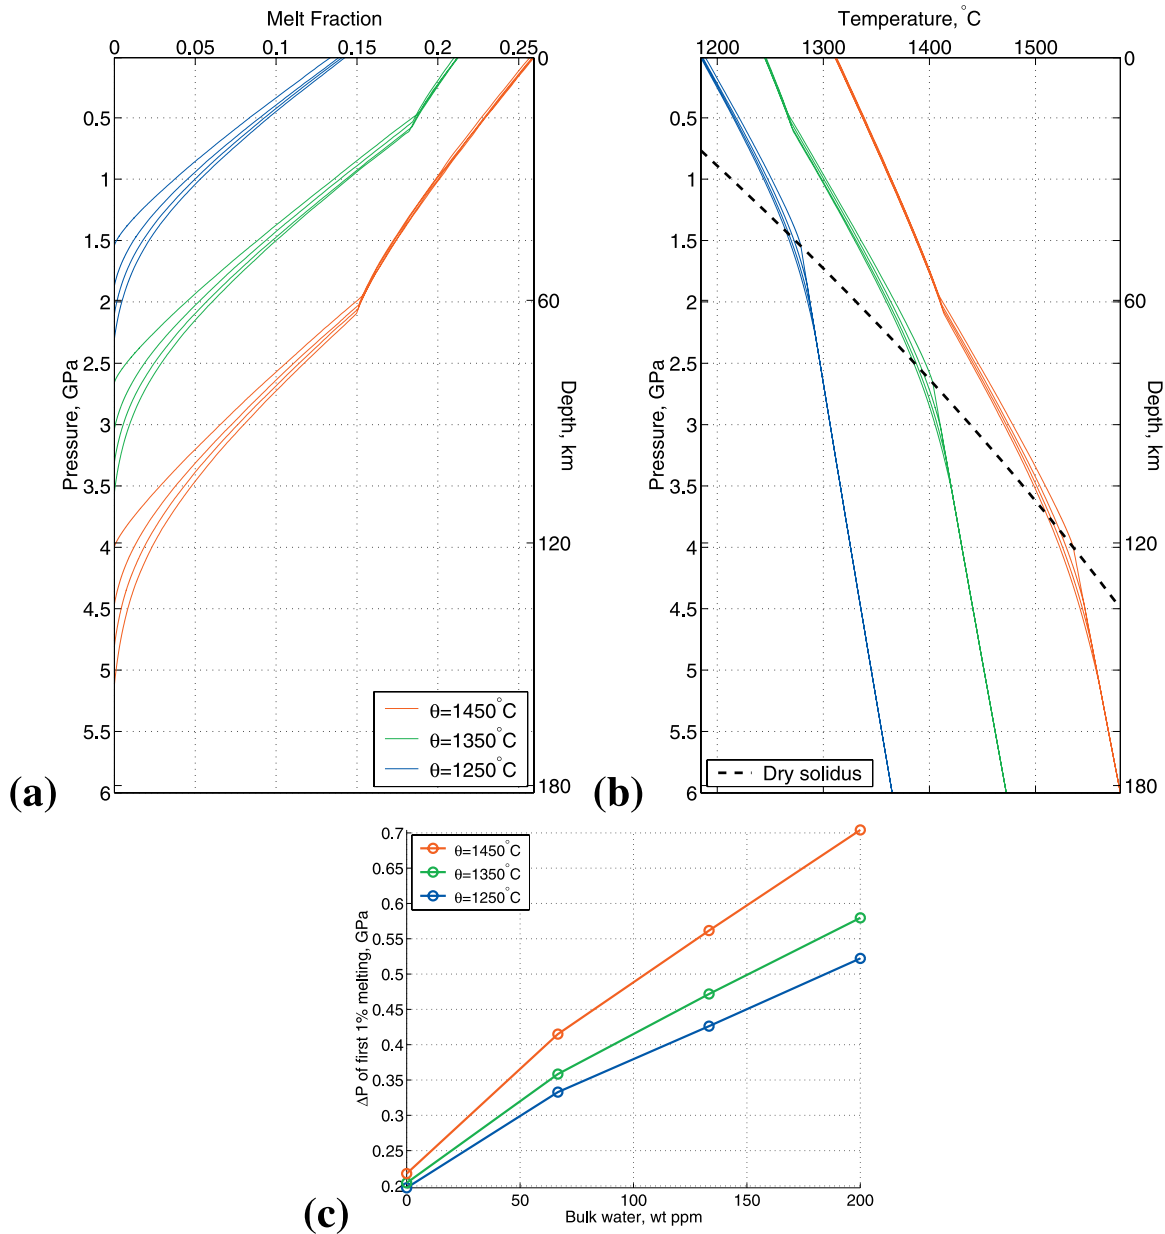 Melt Fraction
0 0.05 0.1 0.15 0.2 0.25
0.5
1
1.5
2
2.5
3
3.5
4
4.5
5
5.5
6
Pressure, GPa
0
60
120
180
Depth, km
θ=1450°C
θ=1350°C
θ=1250°C
(a)
Temperature, °C
1200 1300 1400 1500
0.5
1
1.5
2
2.5
3
3.5
4
4.5
5
5.5
6
Pressure, GPa
0
60
120
180
Depth, km
Dry solidus
(b)
0.7
0.65
0.6
0.55
0.5
0.45
0.4
0.35
0.3
0.25
0.2
ΔP of first 1% melting, GPa
θ=1450°C
θ=1350°C
θ=1250°C
0 50 100 150 200
Bulk water, wt ppm
(c)